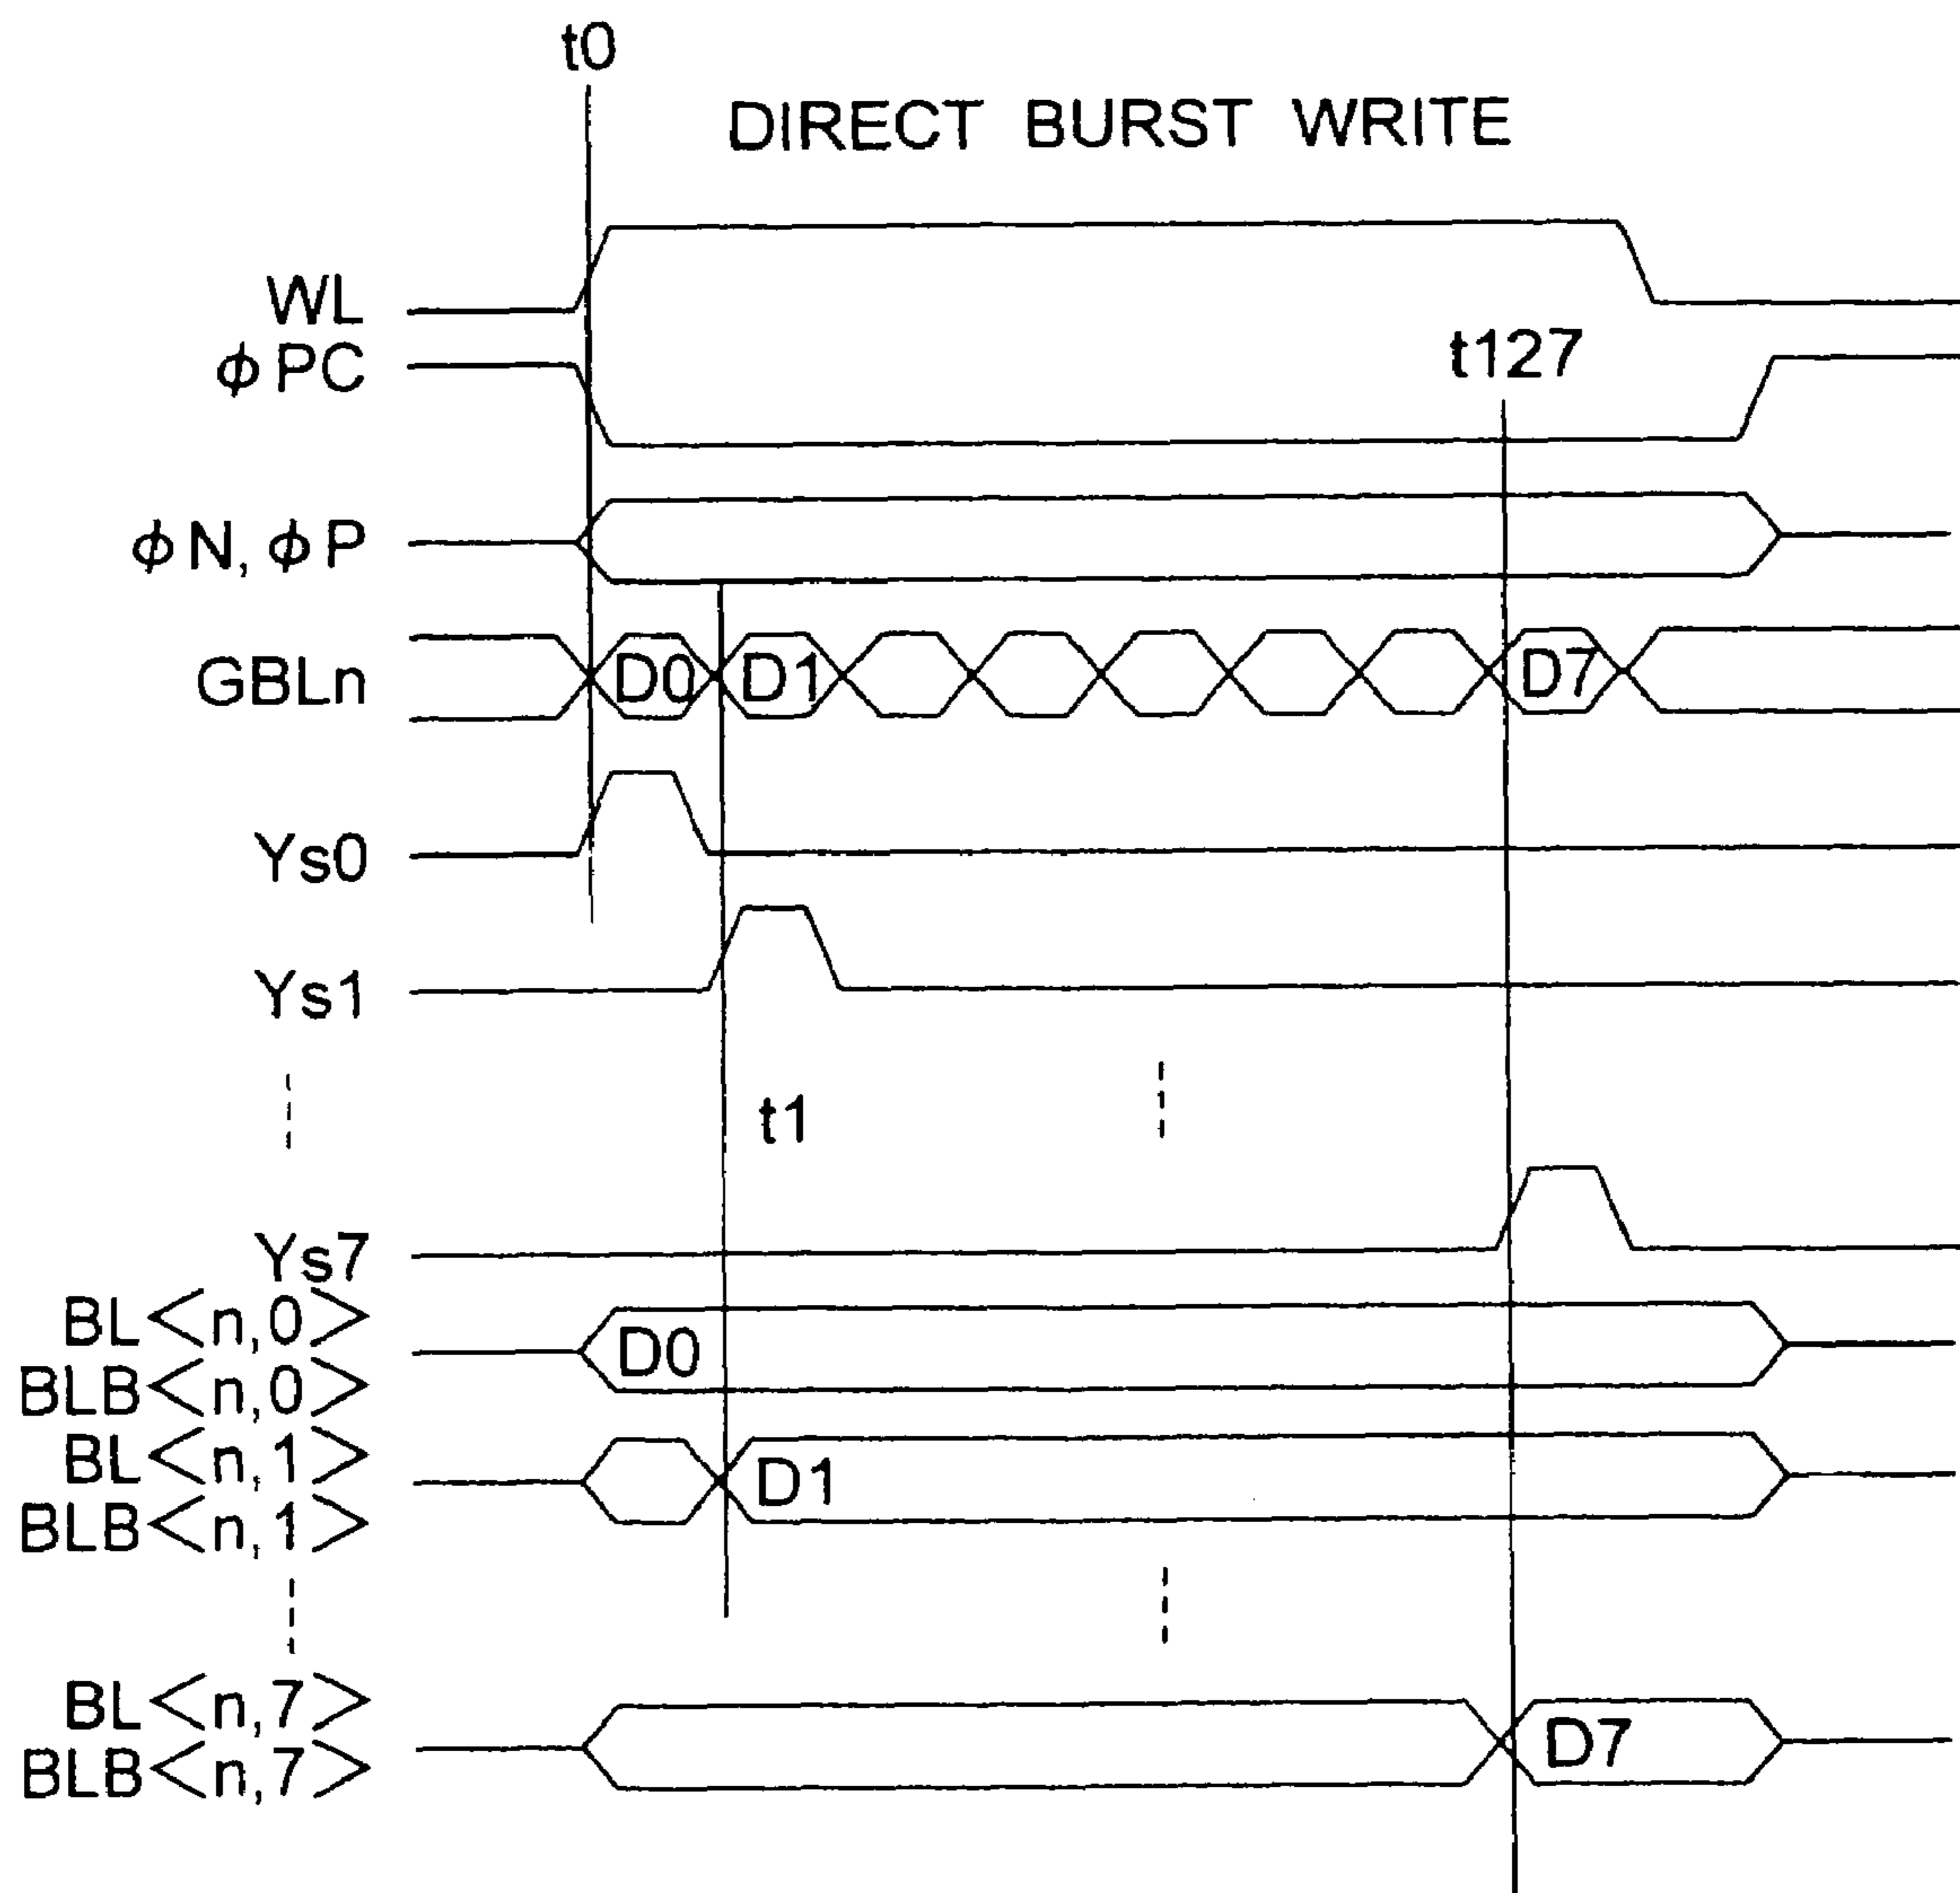 t0
DIRECT BURST WRITE
WL
ϕPC
t127
ϕN, ϕP
GBLn
D0 D1 D7
Ys0
Ys1
t1
Ys7
BL<n,0>
D0
BLB<n,0>
BL<n,1>
D1
BLB<n,1>
BL<n,7>
D7
BLB<n,7>